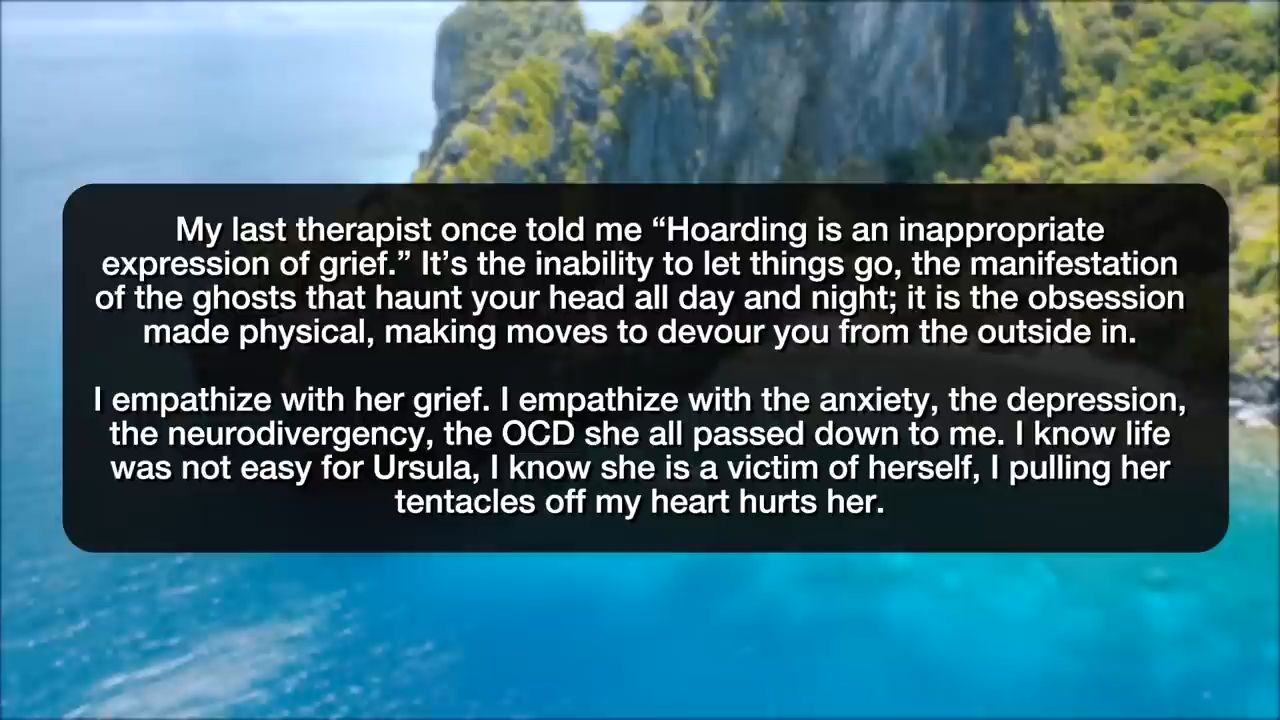 My last therapist once told me “Hoarding is an inappropriate
expression of grief.” It’s the inability to let things go, the manifestation
of the ghosts that haunt your head all day and night; it is the obsession
made physical, making moves to devour you from the outside in.
I empathize with her grief. I empathize with the anxiety, the depression,
the neurodivergency, the OCD she all passed down to me. I know life
was not easy for Ursula, I know she is a victim of herself, I pulling her
tentacles off my heart hurts her.